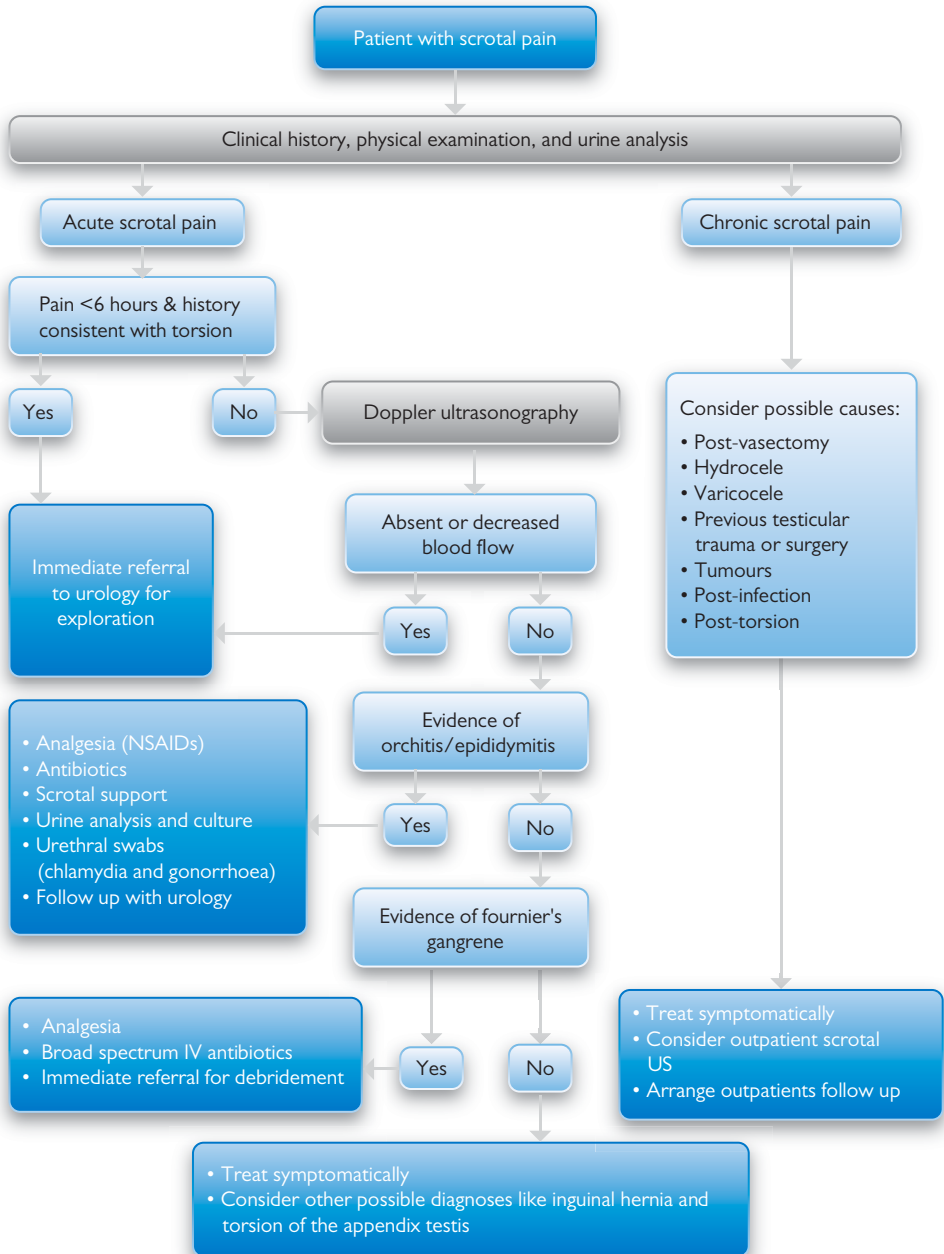 Patient with scrotal pain
Clinical history, physical examination, and urine analysis
Acute scrotal pain
Chronic scrotal pain
Pain <6 hours & history
consistent with torsion
Yes
No
Doppler ultrasonography
Consider possible causes:
• Post-vasectomy
• Hydrocele
• Varicocele
• Previous testicular
trauma or surgery
• Tumours
• Post-infection
• Post-torsion
Absent or decreased
blood flow
Immediate referral
to urology for
exploration
Yes
No
Evidence of
orchitis/epididymitis
• Analgesia (NSAIDs)
• Antibiotics
• Scrotal support
• Urine analysis and culture
• Urethral swabs
(chlamydia and gonorrhoea)
• Follow up with urology
Yes
No
Evidence of fournier's
gangrene
• Analgesia
• Broad spectrum IV antibiotics
• Immediate referral for debridement
Yes
No
• Treat symptomatically
• Consider outpatient scrotal
US
• Arrange outpatients follow up
• Treat symptomatically
• Consider other possible diagnoses like inguinal hernia and
torsion of the appendix testis